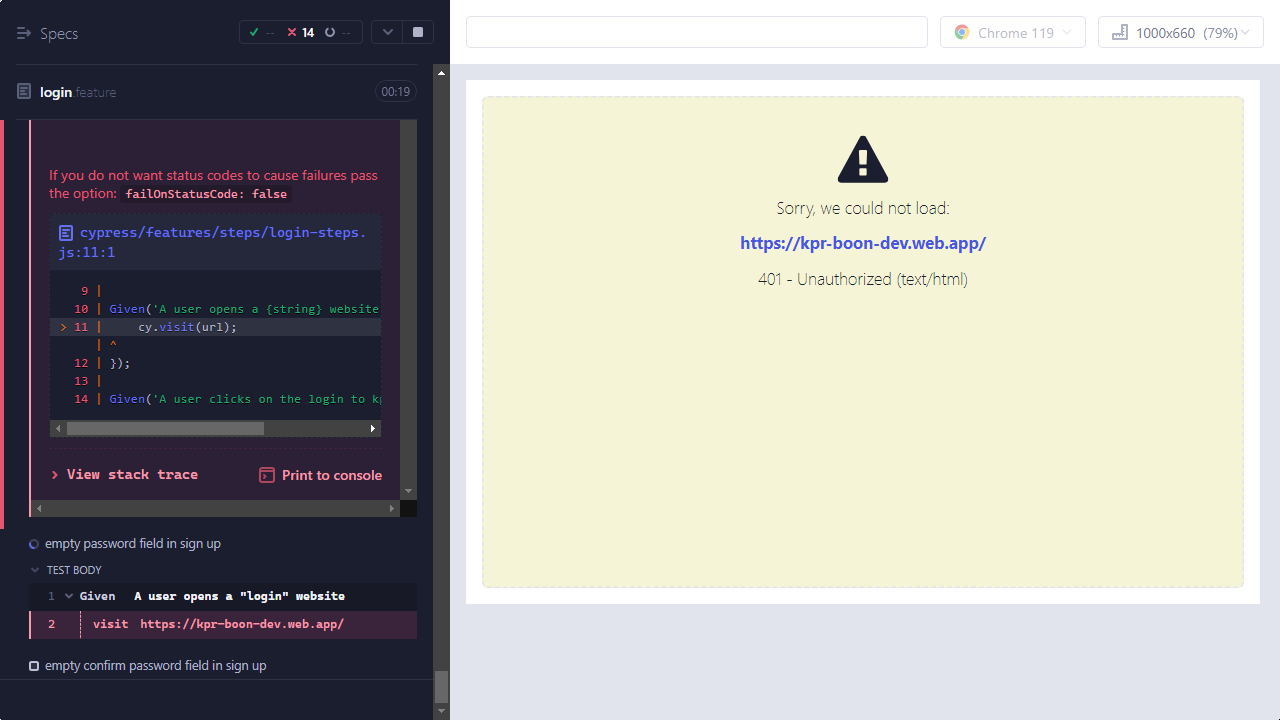 Specs
-- 14 --
login.feature
00:19
If you do not want status codes to cause failures pass
the option: failOnStatusCode: false
cypress/features/steps/login-steps.
js:11:1
9 |
10 | Given('A user opens a {string} website
> 11 |     cy.visit(url);
| ^
12 | });
13 |
14 | Given('A user clicks on the login to kp
View stack trace
Print to console
empty password field in sign up
TEST BODY
1 Given A user opens a "login" website
2 visit https://kpr-boon-dev.web.app/
empty confirm password field in sign up
Chrome 119
1000x660 (79%)
Sorry, we could not load:
https://kpr-boon-dev.web.app/
401 - Unauthorized (text/html)